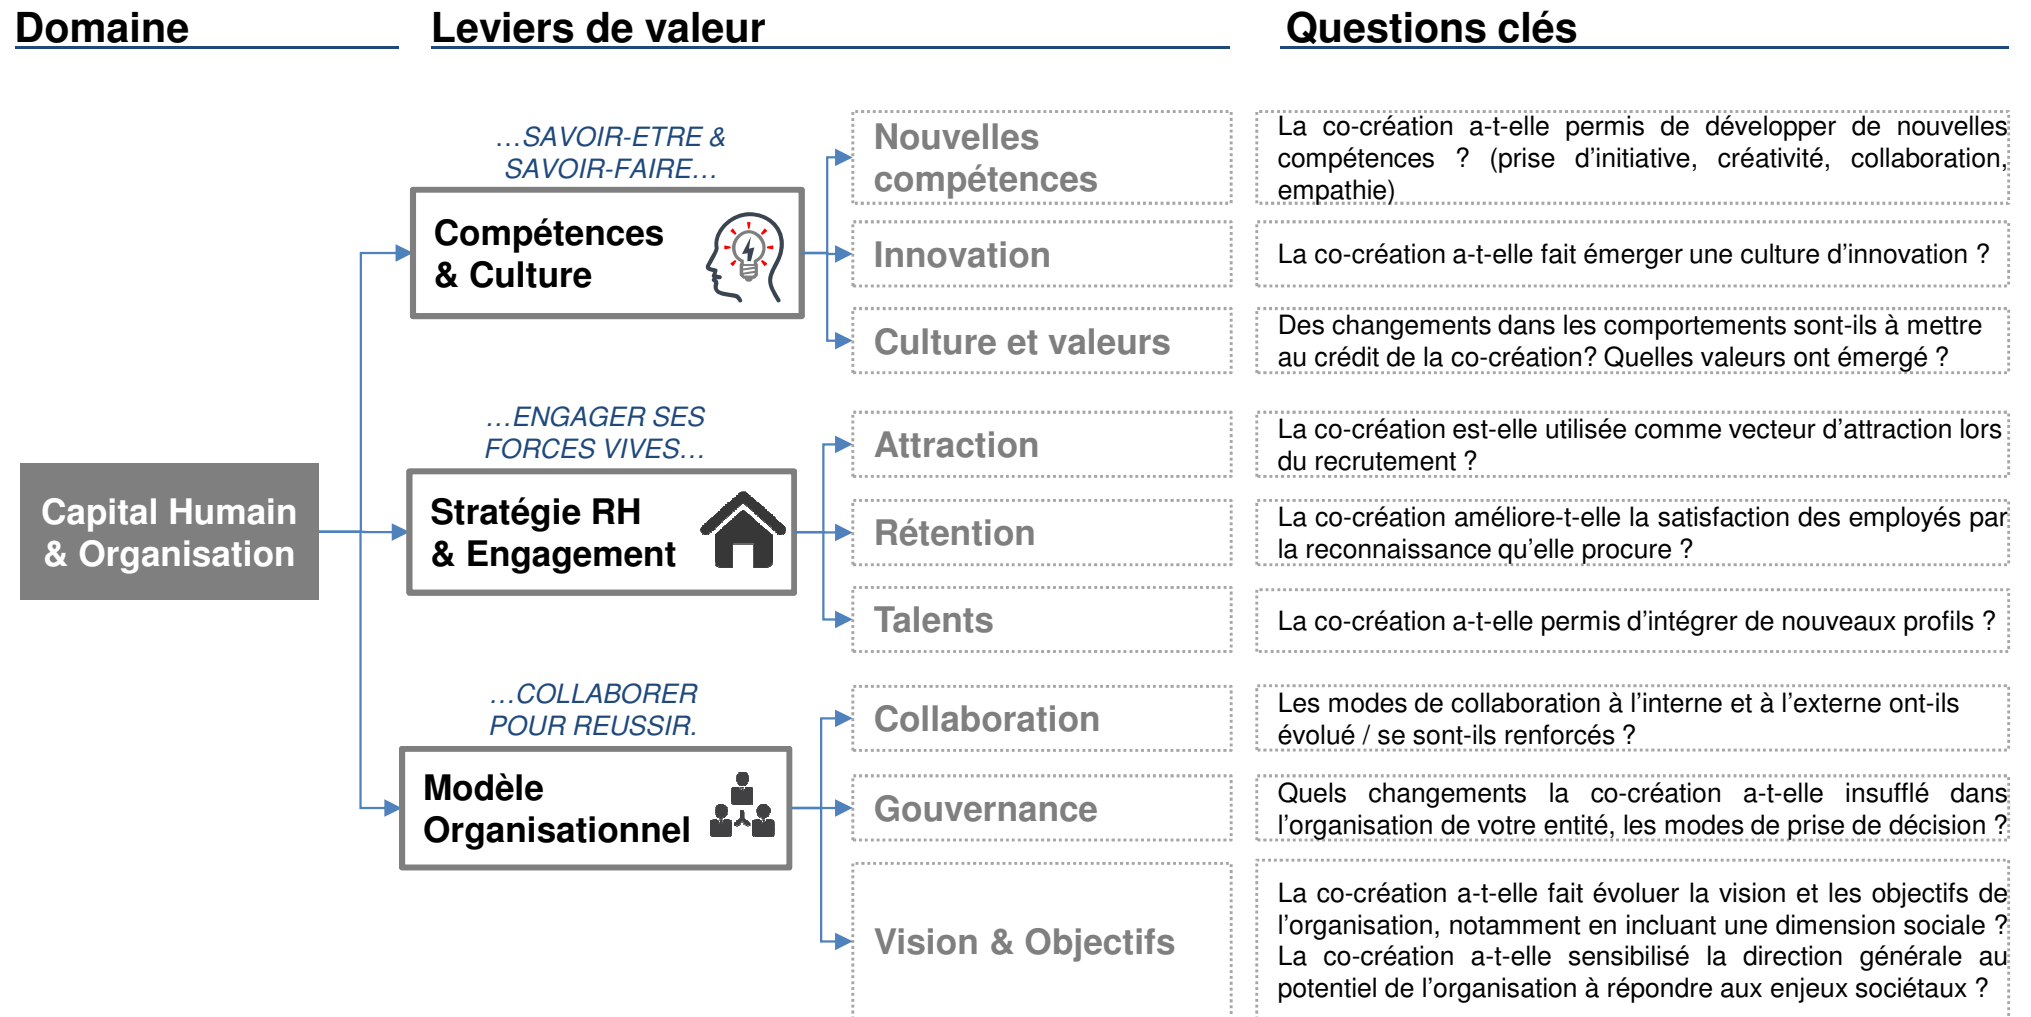 Domaine
Leviers de valeur
Questions clés
Capital Humain
& Organisation
…SAVOIR-ETRE &
SAVOIR-FAIRE…
Compétences
& Culture
Nouvelles
compétences
La co-création a-t-elle permis de développer de nouvelles
compétences ? (prise d’initiative, créativité, collaboration,
empathie)
Innovation
La co-création a-t-elle fait émerger une culture d’innovation ?
Culture et valeurs
Des changements dans les comportements sont-ils à mettre
au crédit de la co-création? Quelles valeurs ont émergé ?
…ENGAGER SES
FORCES VIVES…
Stratégie RH
& Engagement
Attraction
La co-création est-elle utilisée comme vecteur d’attraction lors
du recrutement ?
Rétention
La co-création améliore-t-elle la satisfaction des employés par
la reconnaissance qu’elle procure ?
Talents
La co-création a-t-elle permis d’intégrer de nouveaux profils ?
…COLLABORER
POUR REUSSIR.
Modèle
Organisationnel
Collaboration
Les modes de collaboration à l’interne et à l’externe ont-ils
évolué / se sont-ils renforcés ?
Gouvernance
Quels changements la co-création a-t-elle insufflé dans
l’organisation de votre entité, les modes de prise de décision ?
Vision & Objectifs
La co-création a-t-elle fait évoluer la vision et les objectifs de
l’organisation, notamment en incluant une dimension sociale ?
La co-création a-t-elle sensibilisé la direction générale au
potentiel de l’organisation à répondre aux enjeux sociétaux ?